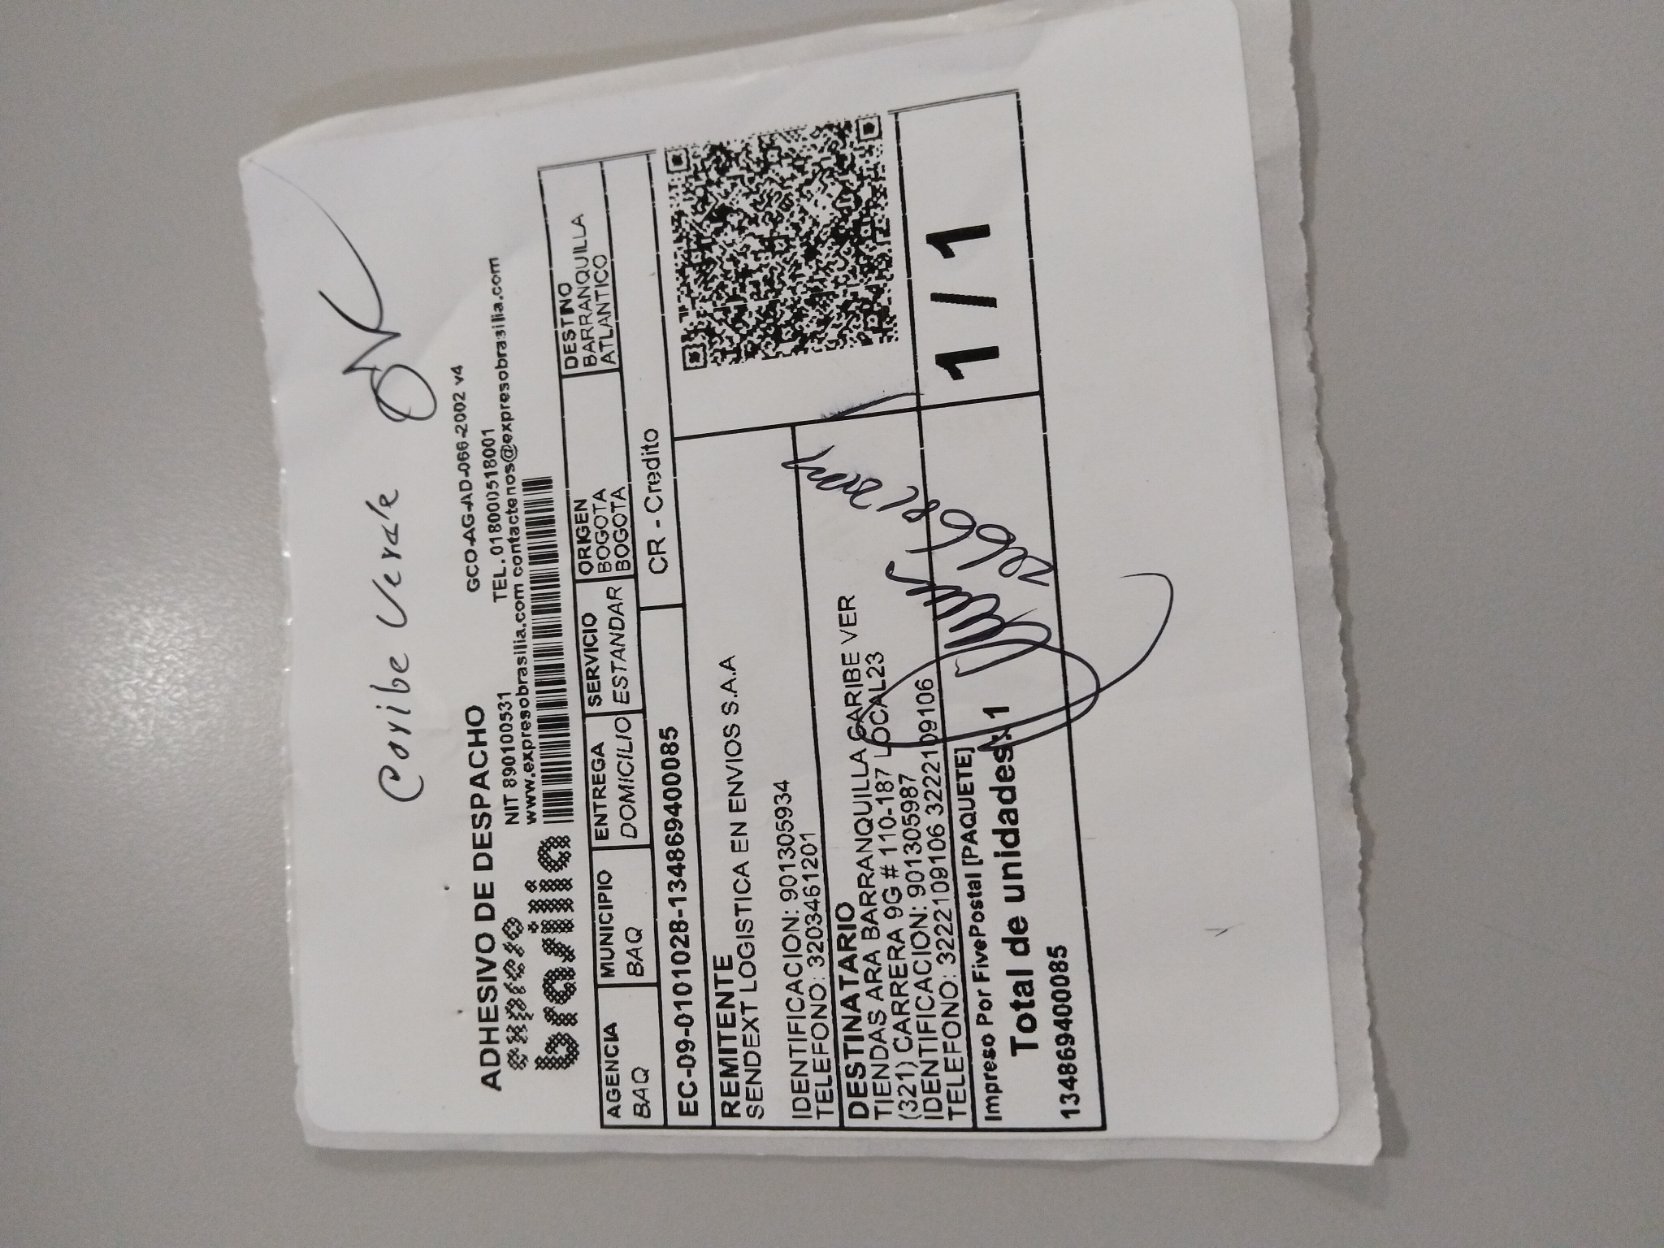 Caribe Verde
ADHESIVO DE DESPACHO
GCO-AG-AD-066-2002 v4
expreso
brasilia
NIT 890100531
TEL. 018000518001
www.expresobrasilia.com contactenos@expresobrasilia.com
AGENCIA
BAQ
MUNICIPIO
BAQ
ENTREGA
DOMICILIO
SERVICIO
ESTANDAR
ORIGEN
BOGOTA
BOGOTA
DESTINO
BARRANQUILLA
ATLANTICO
EC-09-0101028-134869400085
CR - Credito
REMITENTE
SENDEXT LOGISTICA EN ENVIOS S.A.A
IDENTIFICACION: 901305934
TELEFONO: 3203461201
DESTINATARIO
TIENDAS ARA BARRANQUILLA CARIBE VER
(321) CARRERA 9G # 110-187 LOCAL23
IDENTIFICACION: 901305987
TELEFONO: 3222109106 3222109106
Impreso Por FivePostal [PAQUETE]
Total de unidades: 1
134869400085
1 / 1